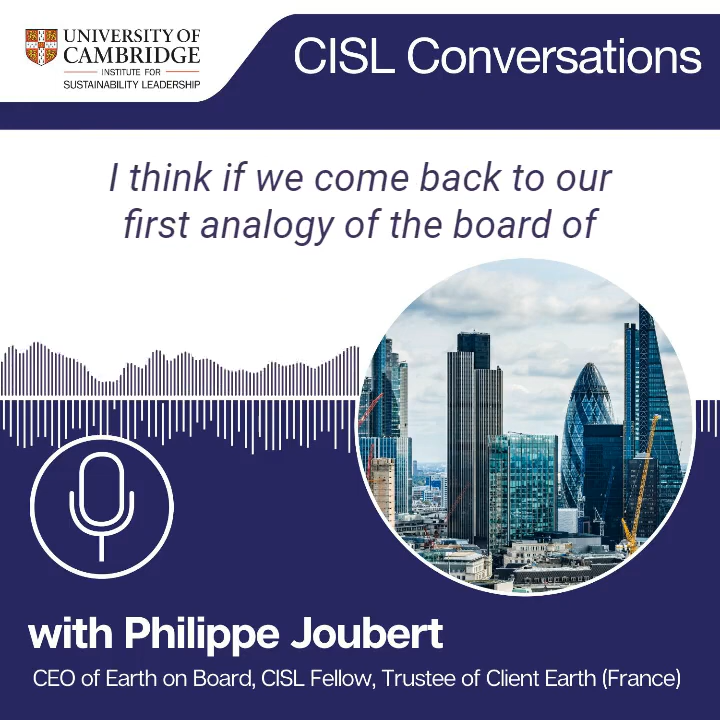 UNIVERSITY OF
CAMBRIDGE
INSTITUTE FOR
SUSTAINABILITY LEADERSHIP
CISL Conversations
I think if we come back to our
first analogy of the board of
with Philippe Joubert
CEO of Earth on Board, CISL Fellow, Trustee of Client Earth (France)